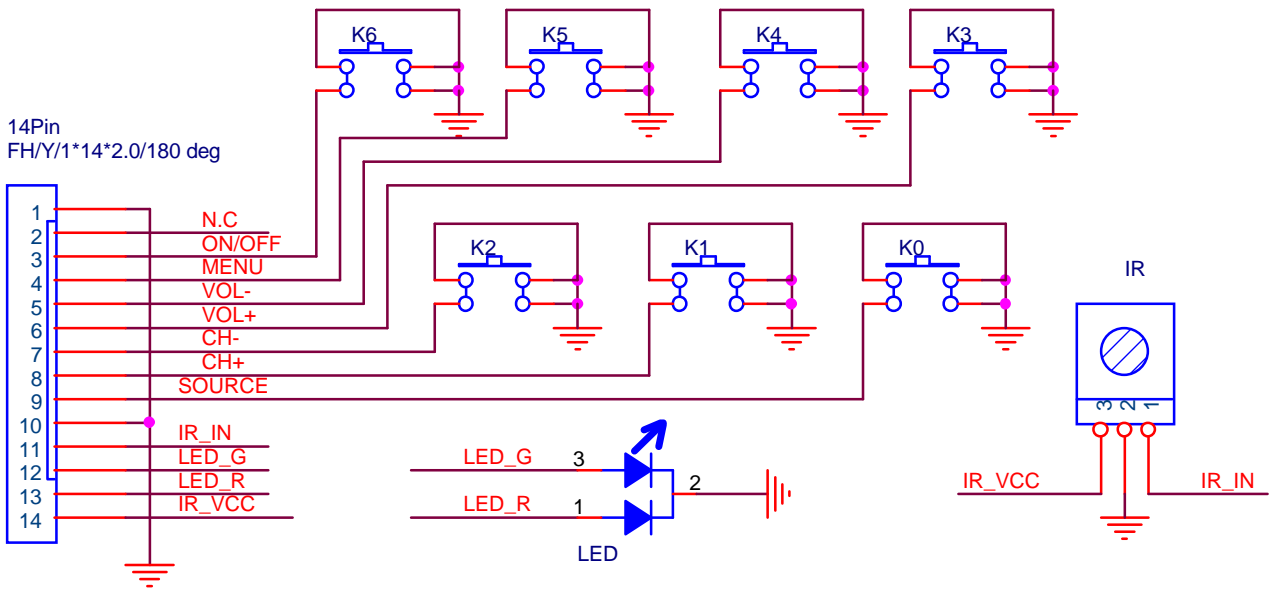 K6
K5
K4
K3
14Pin
FH/Y/1*14*2.0/180 deg
1
2
3
4
5
6
7
8
9
10
11
12
13
14
N.C
ON/OFF
MENU
VOL-
VOL+
CH-
CH+
SOURCE
IR_IN
LED_G
LED_R
IR_VCC
K2
K1
K0
LED_G
3
LED_R
1
2
LED
IR
3
2
1
IR_VCC
IR_IN